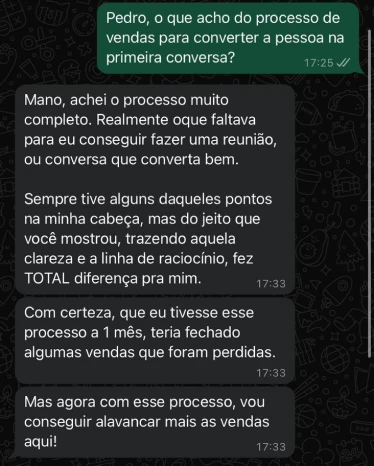 Pedro, o que acho do processo de
vendas para converter a pessoa na
primeira conversa?
17:25
Mano, achei o processo muito
completo. Realmente oque faltava
para eu conseguir fazer uma reunião,
ou conversa que converta bem.
Sempre tive alguns daqueles pontos
na minha cabeça, mas do jeito que
você mostrou, trazendo aquela
clareza e a linha de raciocínio, fez
TOTAL diferença pra mim.
17:33
Com certeza, que eu tivesse esse
processo a 1 mês, teria fechado
algumas vendas que foram perdidas.
17:33
Mas agora com esse processo, vou
conseguir alavancar mais as vendas
aqui!
17:33